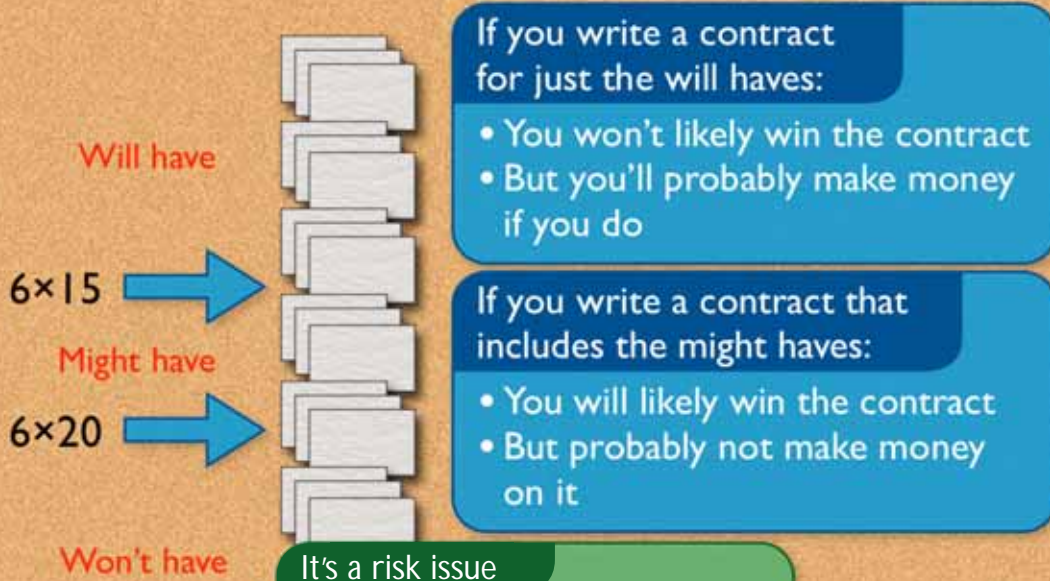 Will have
6×15
Might have
6×20
Won't have
If you write a contract
for just the will haves:
• You won't likely win the contract
• But you'll probably make money
if you do
If you write a contract that
includes the might haves:
• You will likely win the contract
• But probably not make money
on it
It's a risk issue